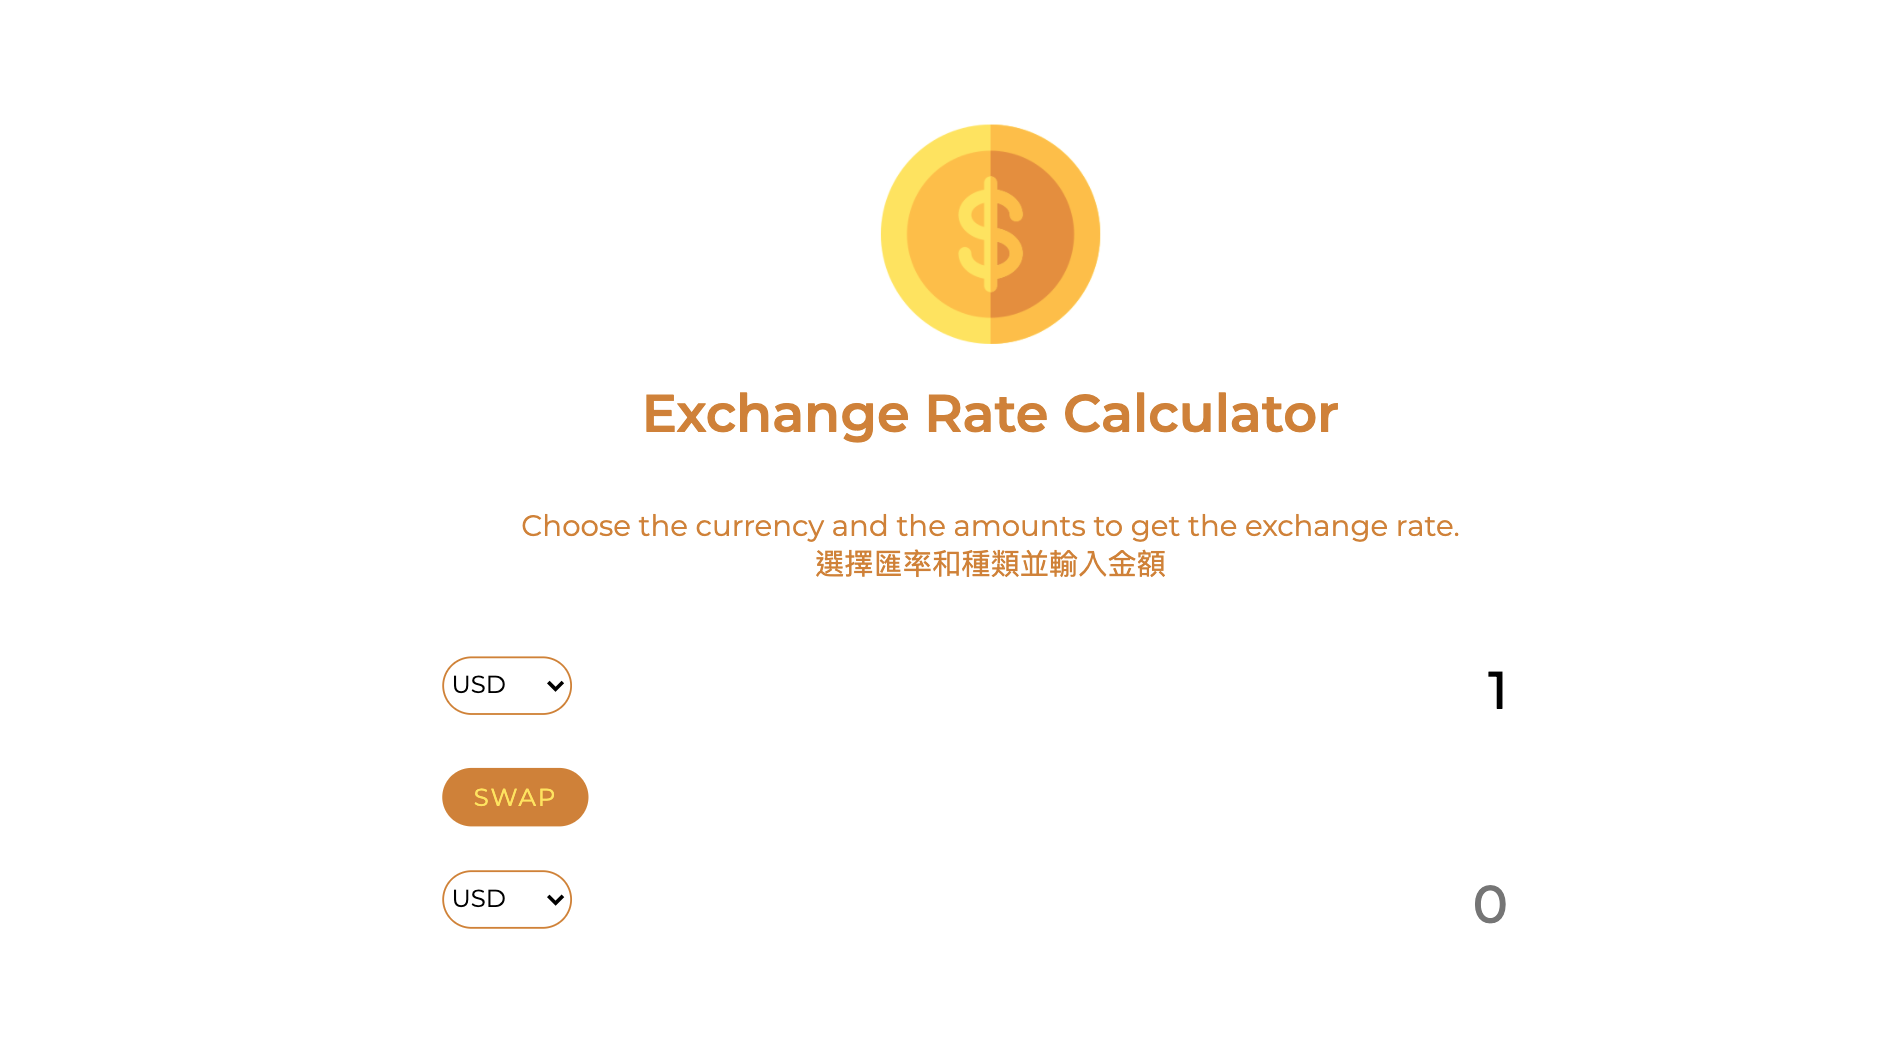 $
Exchange Rate Calculator
Choose the currency and the amounts to get the exchange rate.
選擇匯率和種類並輸入金額
USD 1
SWAP
USD 0